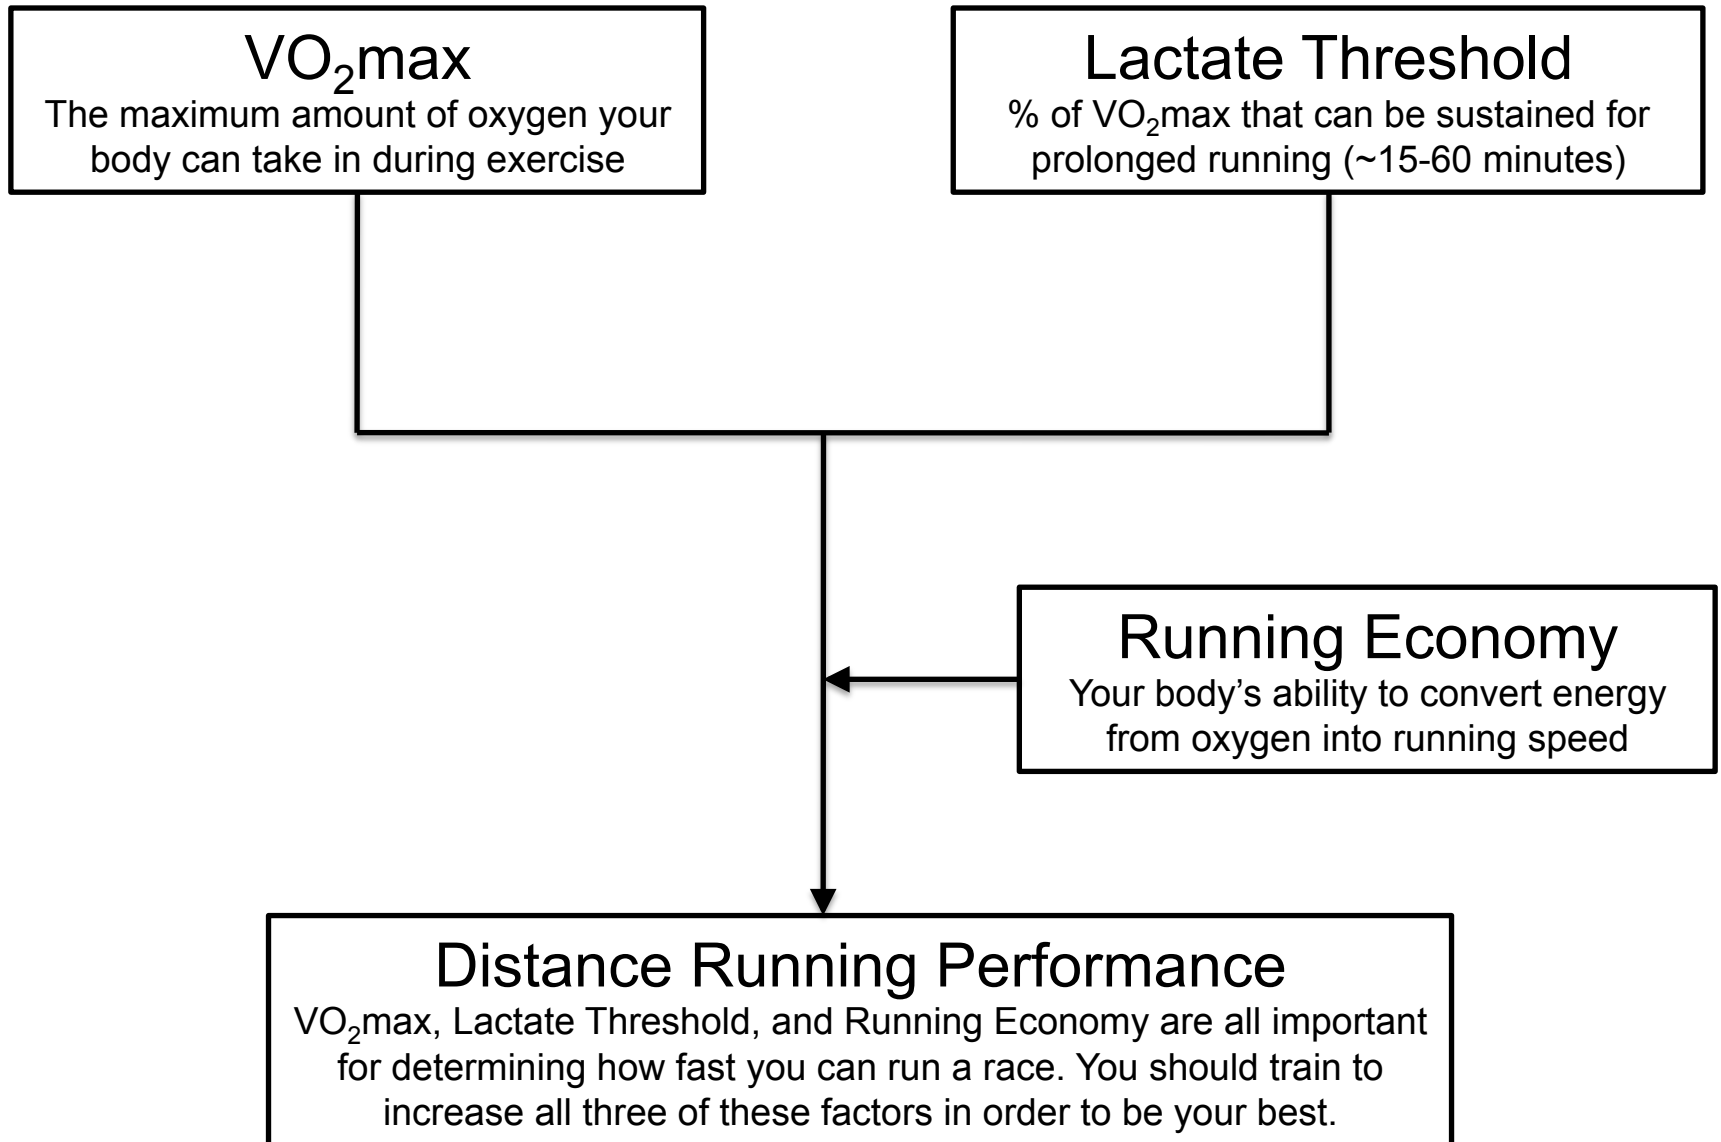 VO₂max
The maximum amount of oxygen your
body can take in during exercise
Lactate Threshold
% of VO₂max that can be sustained for
prolonged running (~15-60 minutes)
Running Economy
Your body’s ability to convert energy
from oxygen into running speed
Distance Running Performance
VO₂max, Lactate Threshold, and Running Economy are all important
for determining how fast you can run a race. You should train to
increase all three of these factors in order to be your best.